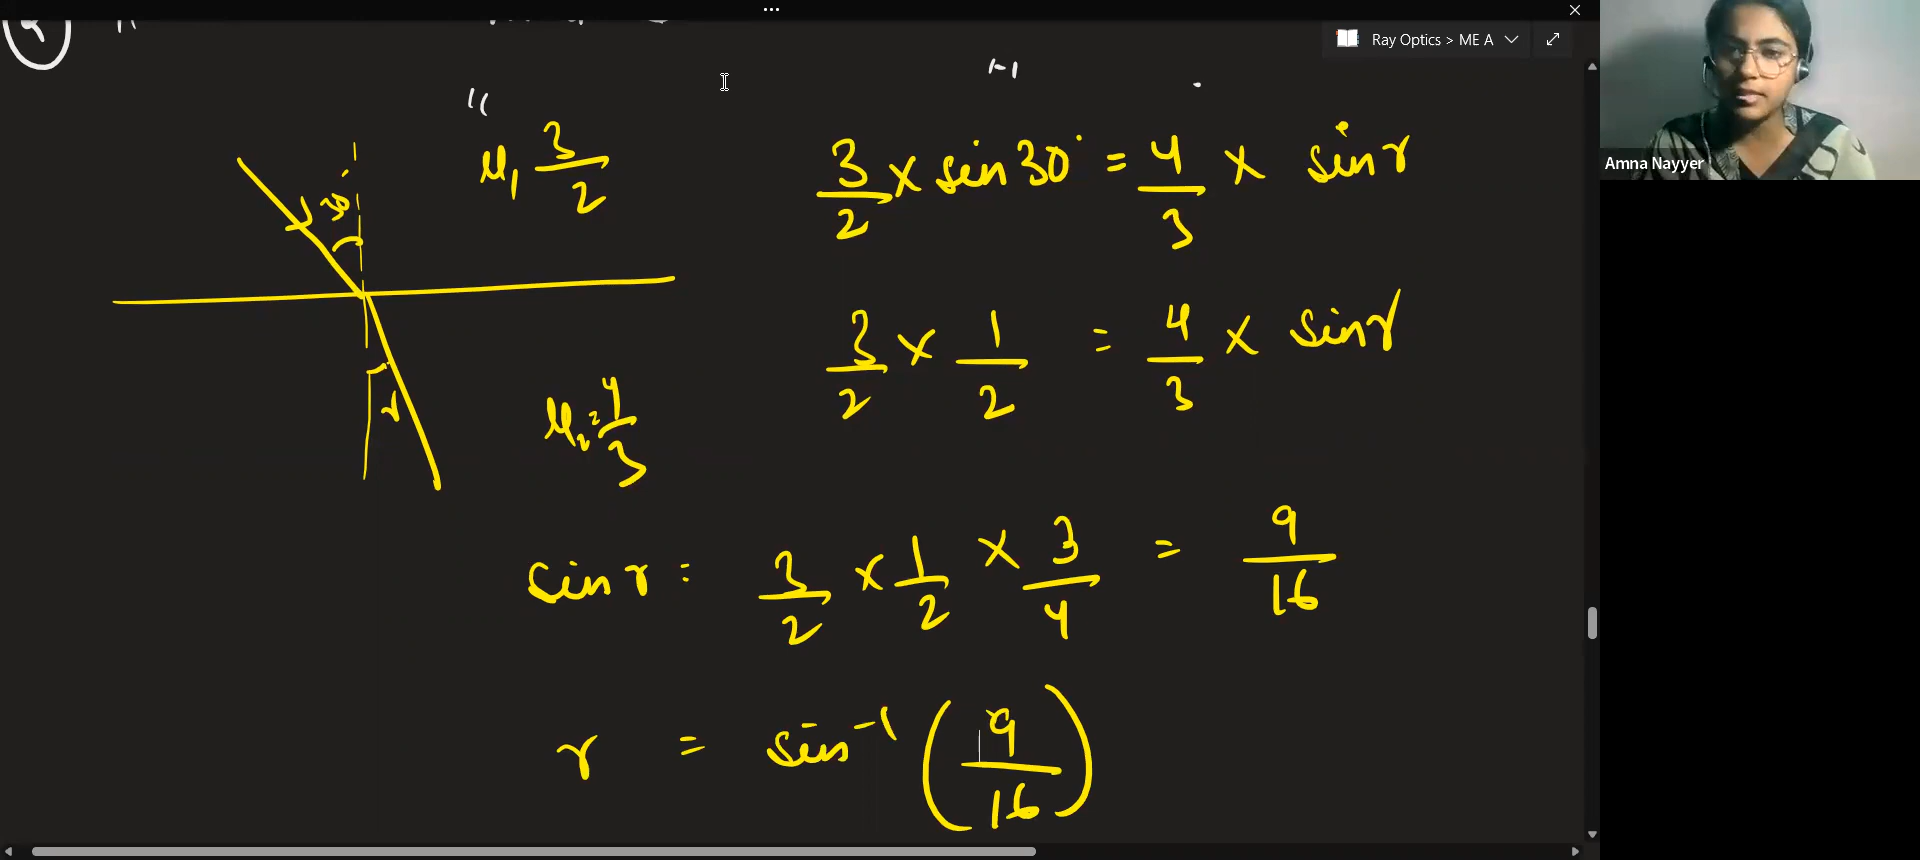 Ray Optics > ME A
Amna Nayyer
30°
μ₁ 3/2
3/2 × sin 30° = 4/3 × sin r
3/2 × 1/2 = 4/3 × sin r
r
μ₂ = 4/3
sin r = 3/2 × 1/2 × 3/4 = 9/16
r = sin⁻¹ (9/16)